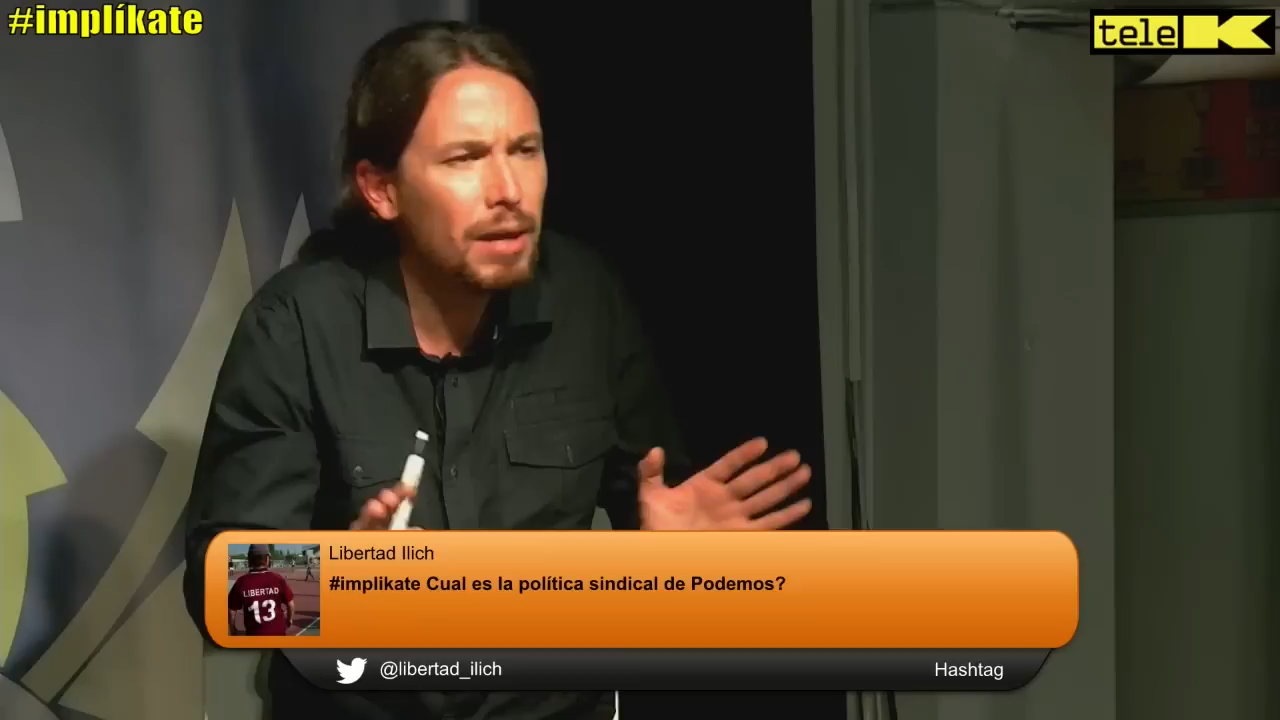 #implíkate
tele K
Libertad Ilich
#implikate Cual es la política sindical de Podemos?
LIBERTAD
13
@libertad_ilich
Hashtag